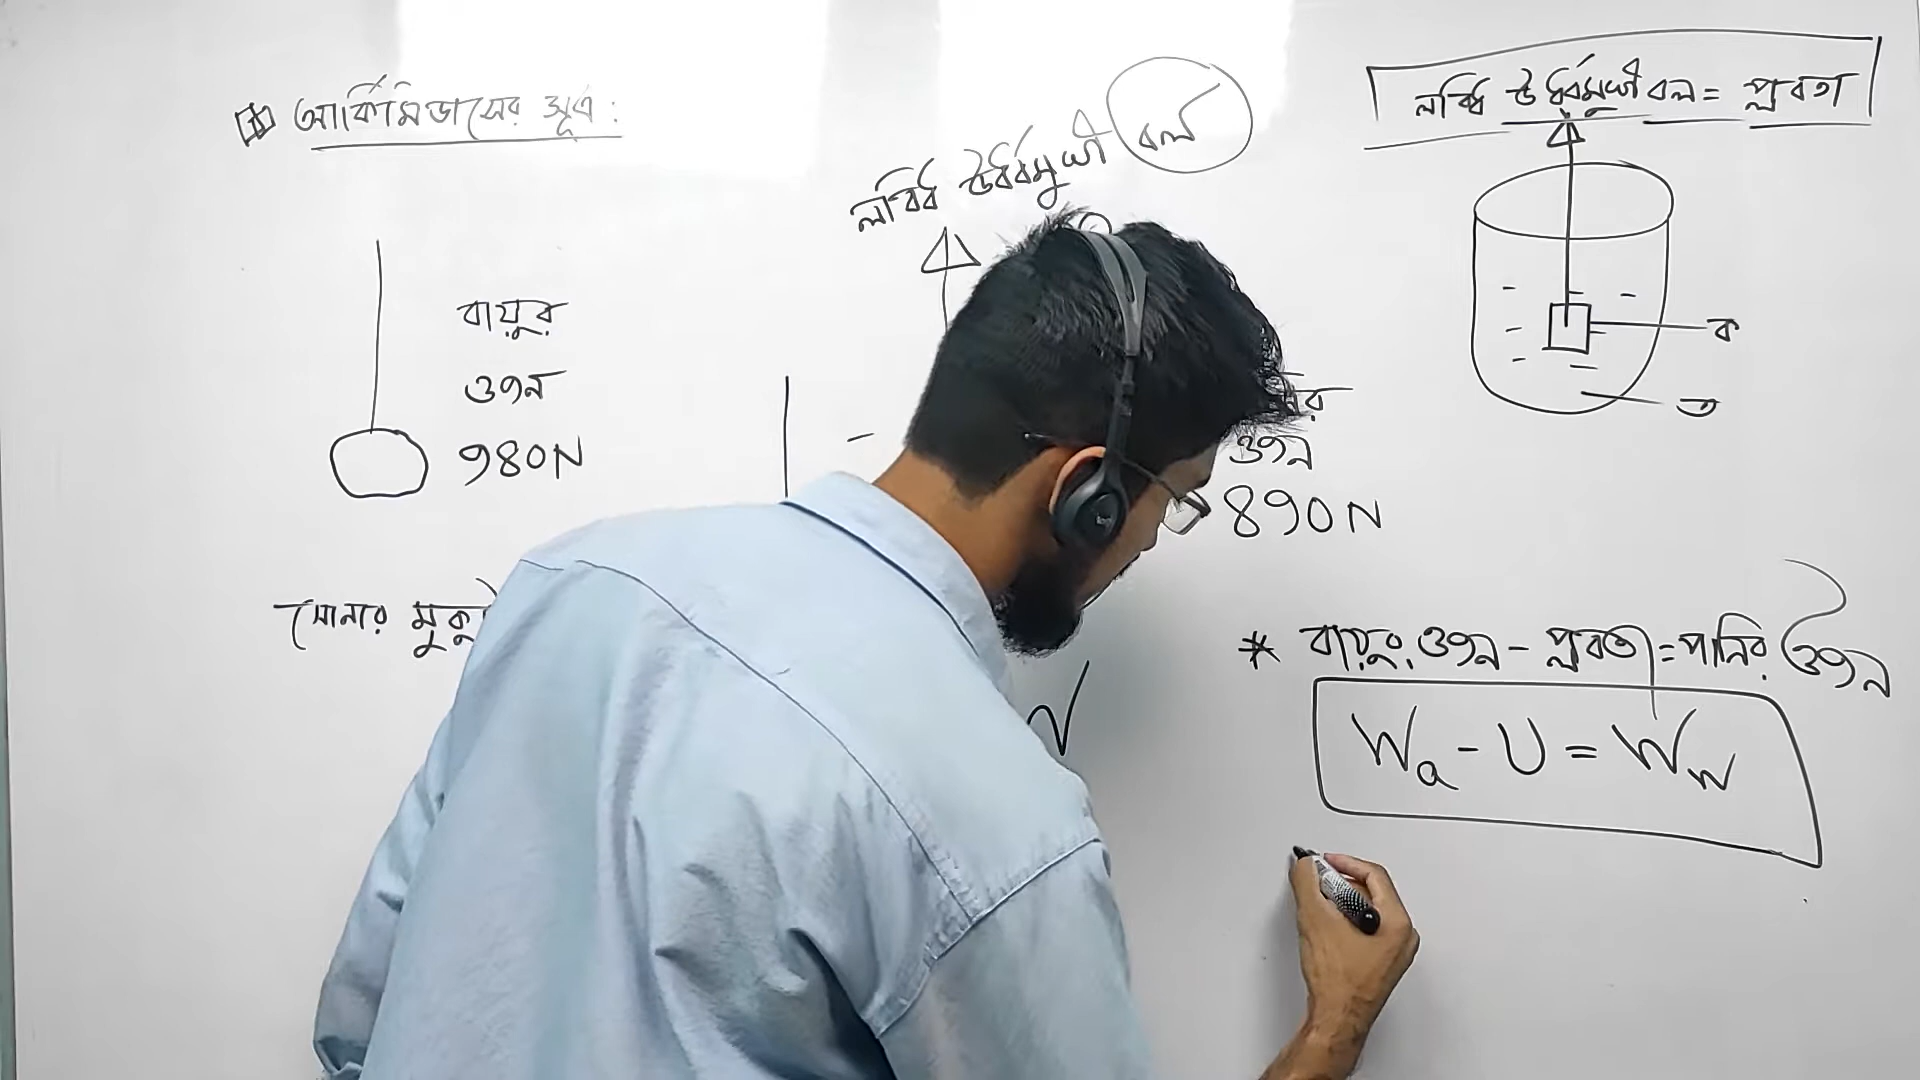 আর্কিমিডাসের সূত্র :
লব্ধি ঊর্ধ্বমুখী বল
লব্ধি ঊর্ধ্বমুখী বল = প্লবতা
ক
ত
বায়ুর
ওজন
980N
ওজন
890N
সোনার
* বায়ুর ওজন - প্লবতা = পানির ওজন
Wa - U = Ww